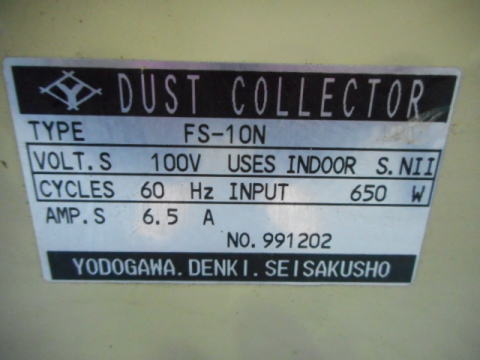 DUST COLLECTOR
TYPE FS-10N
VOLT.S 100V USES INDOOR S.NII
CYCLES 60 Hz INPUT 650 W
AMP.S 6.5 A
NO.991202
YODOGAWA.DENKI.SEISAKUSHO